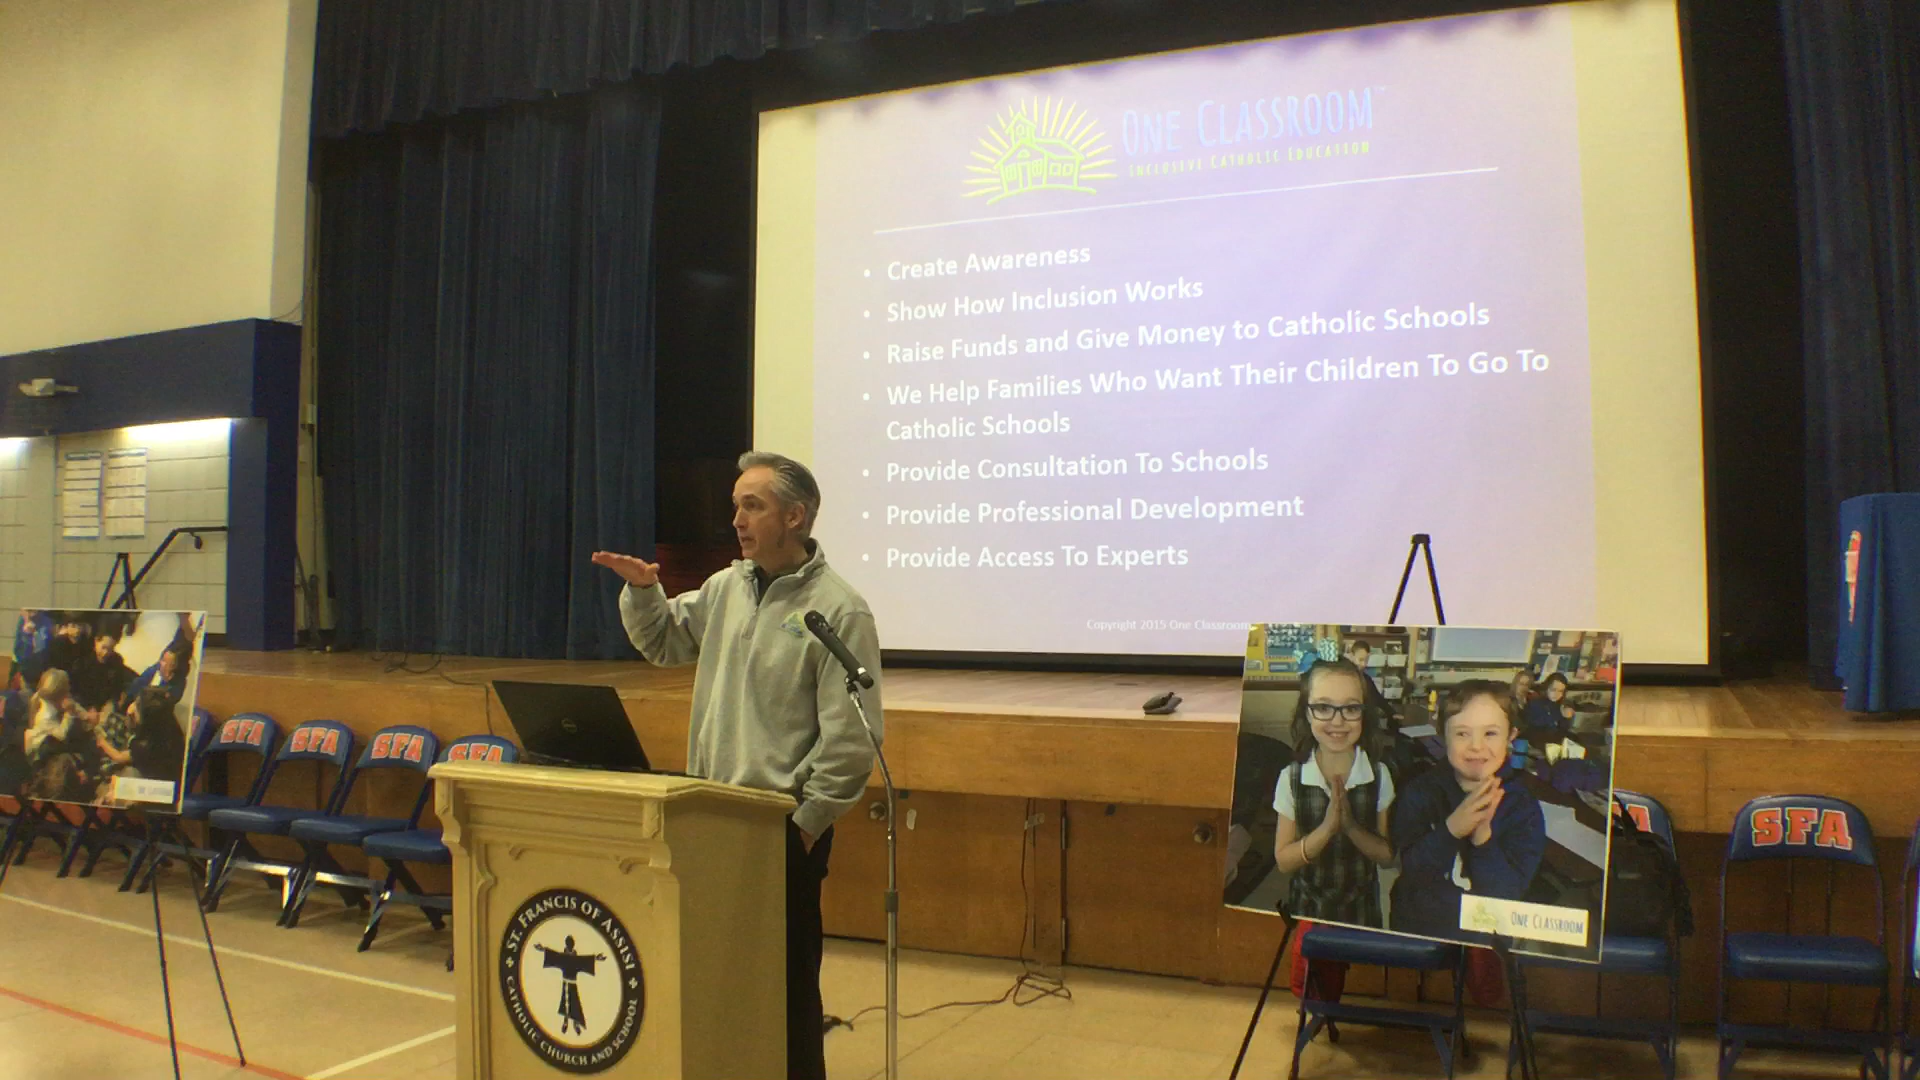 One Classroom™
Inclusive Catholic Education
• Create Awareness
• Show How Inclusion Works
• Raise Funds and Give Money to Catholic Schools
• We Help Families Who Want Their Children To Go To
Catholic Schools
• Provide Consultation To Schools
• Provide Professional Development
• Provide Access To Experts
Copyright 2015 One Classroom
SFA
SFA
SFA
SFA
SFA
One Classroom
ST. FRANCIS OF ASSISI
CATHOLIC CHURCH AND SCHOOL